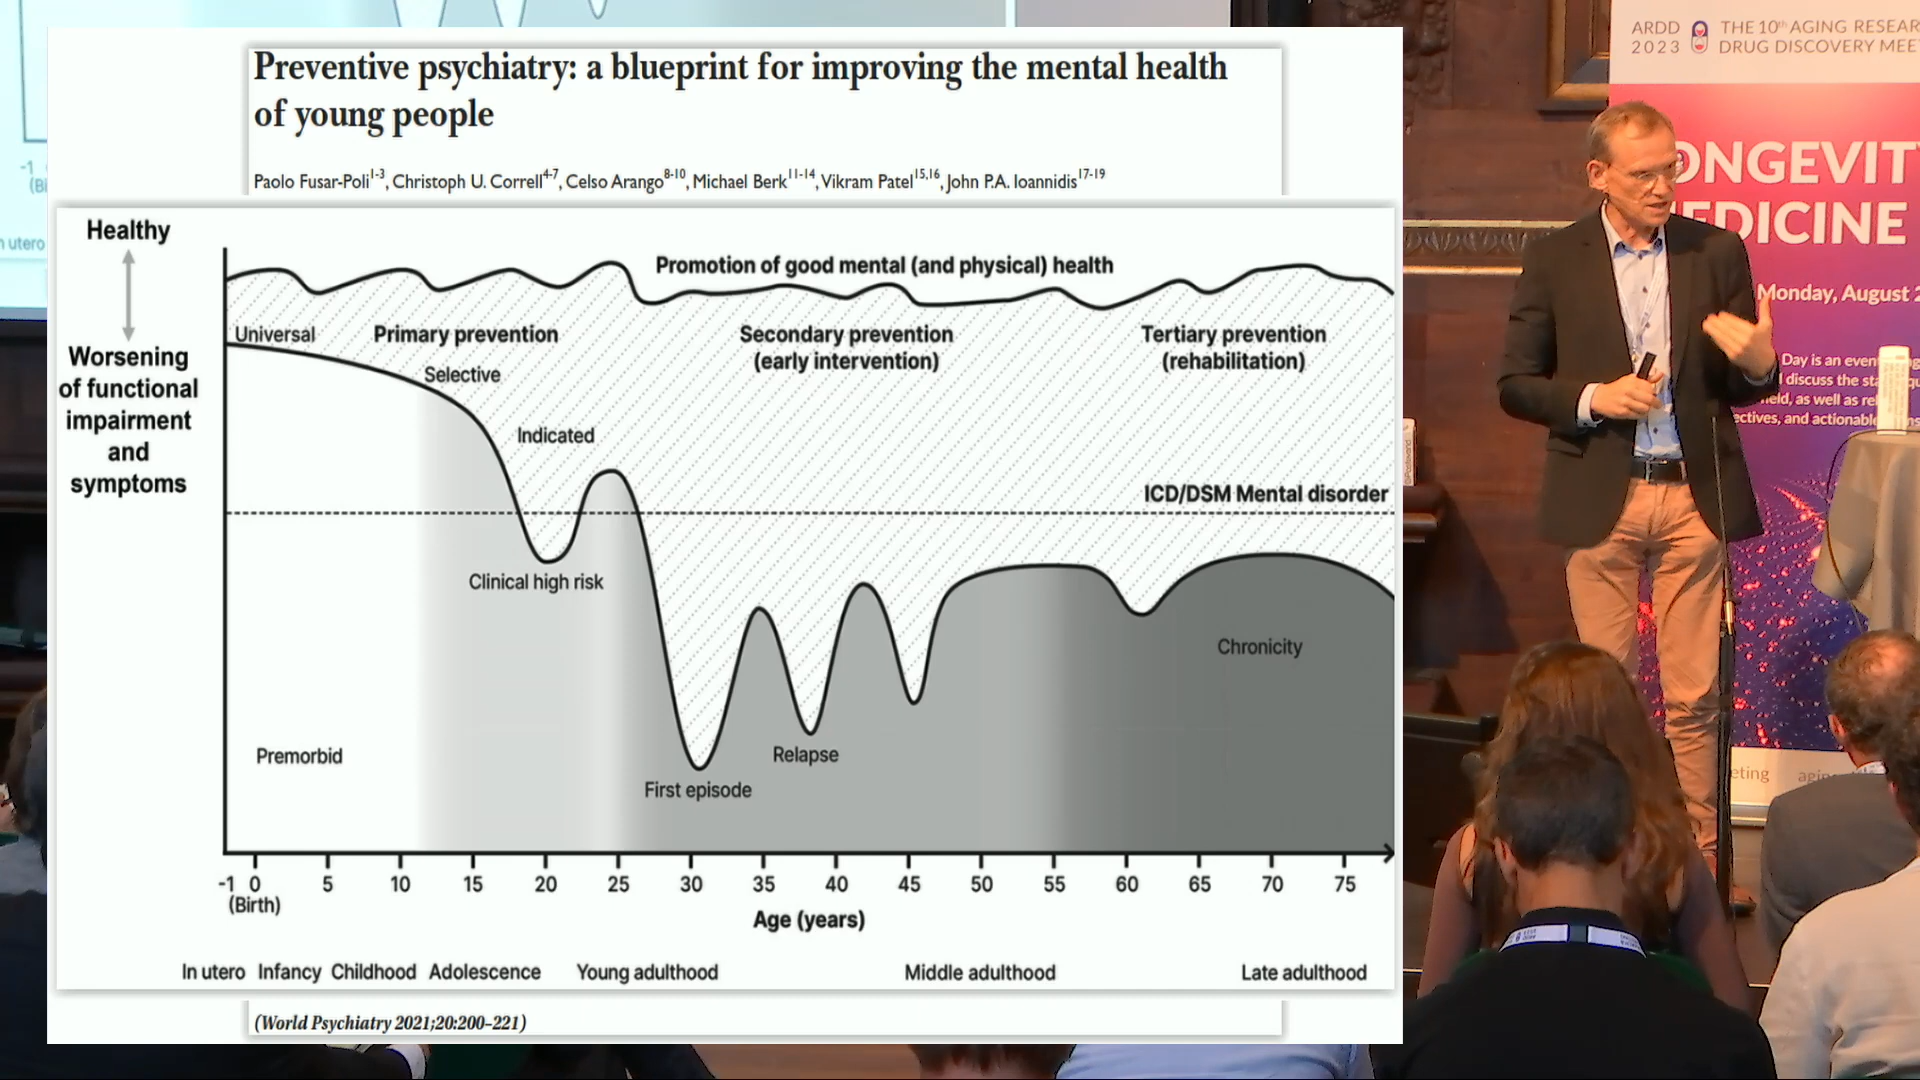 Preventive psychiatry: a blueprint for improving the mental health
of young people
Paolo Fusar-Poli1-3, Christoph U. Correll4-7, Celso Arango8-10, Michael Berk11-14, Vikram Patel15,16, John P.A. Ioannidis17-19
Healthy
Worsening
of functional
impairment
and
symptoms
Promotion of good mental (and physical) health
Universal
Primary prevention
Selective
Indicated
Secondary prevention
(early intervention)
Tertiary prevention
(rehabilitation)
ICD/DSM Mental disorder
Clinical high risk
Chronicity
Premorbid
Relapse
First episode
-1 0 5 10 15 20 25 30 35 40 45 50 55 60 65 70 75
(Birth)
Age (years)
In utero Infancy Childhood Adolescence Young adulthood Middle adulthood Late adulthood
(World Psychiatry 2021;20:200–221)
-1
n utero
ARDD THE 10th AGING RESEAR
2023 DRUG DISCOVERY MEE
ONGEVIT
EDICINE
Monday, August 2
Day is an even
discuss the sta
ield, as well as re
ectives, and actionable
eting